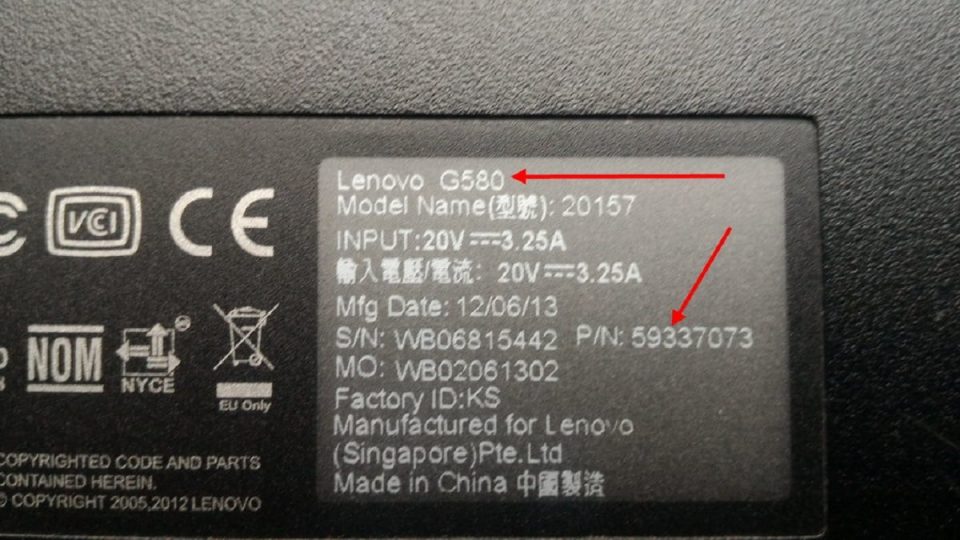 Lenovo G580
Model Name(型號): 20157
INPUT:20V⎓3.25A
輸入電壓/電流: 20V⎓3.25A
Mfg Date: 12/06/13
S/N: WB06815442 P/N: 59337073
MO: WB02061302
Factory ID:KS
Manufactured for Lenovo
(Singapore)Pte.Ltd
Made in China 中國製造
VCI
CE
NOM
NYCE
EU Only
COPYRIGHTED CODE AND PARTS
CONTAINED HEREIN.
© COPYRIGHT 2005,2012 LENOVO